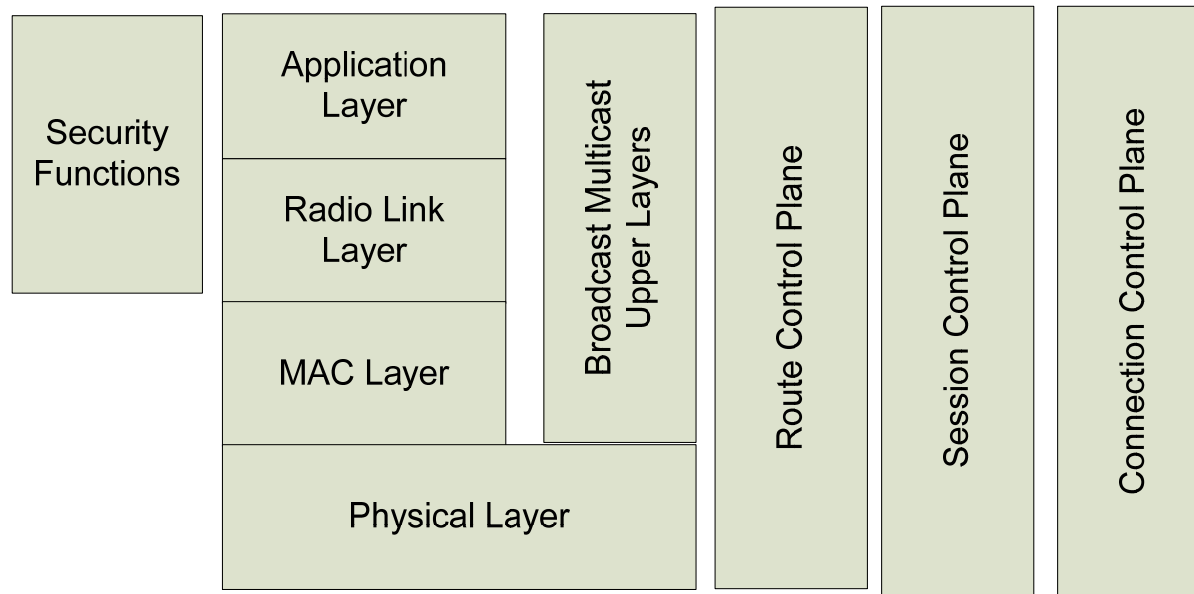 Security
Functions
Application
Layer
Radio Link
Layer
MAC Layer
Physical Layer
Broadcast Multicast
Upper Layers
Route Control Plane
Session Control Plane
Connection Control Plane